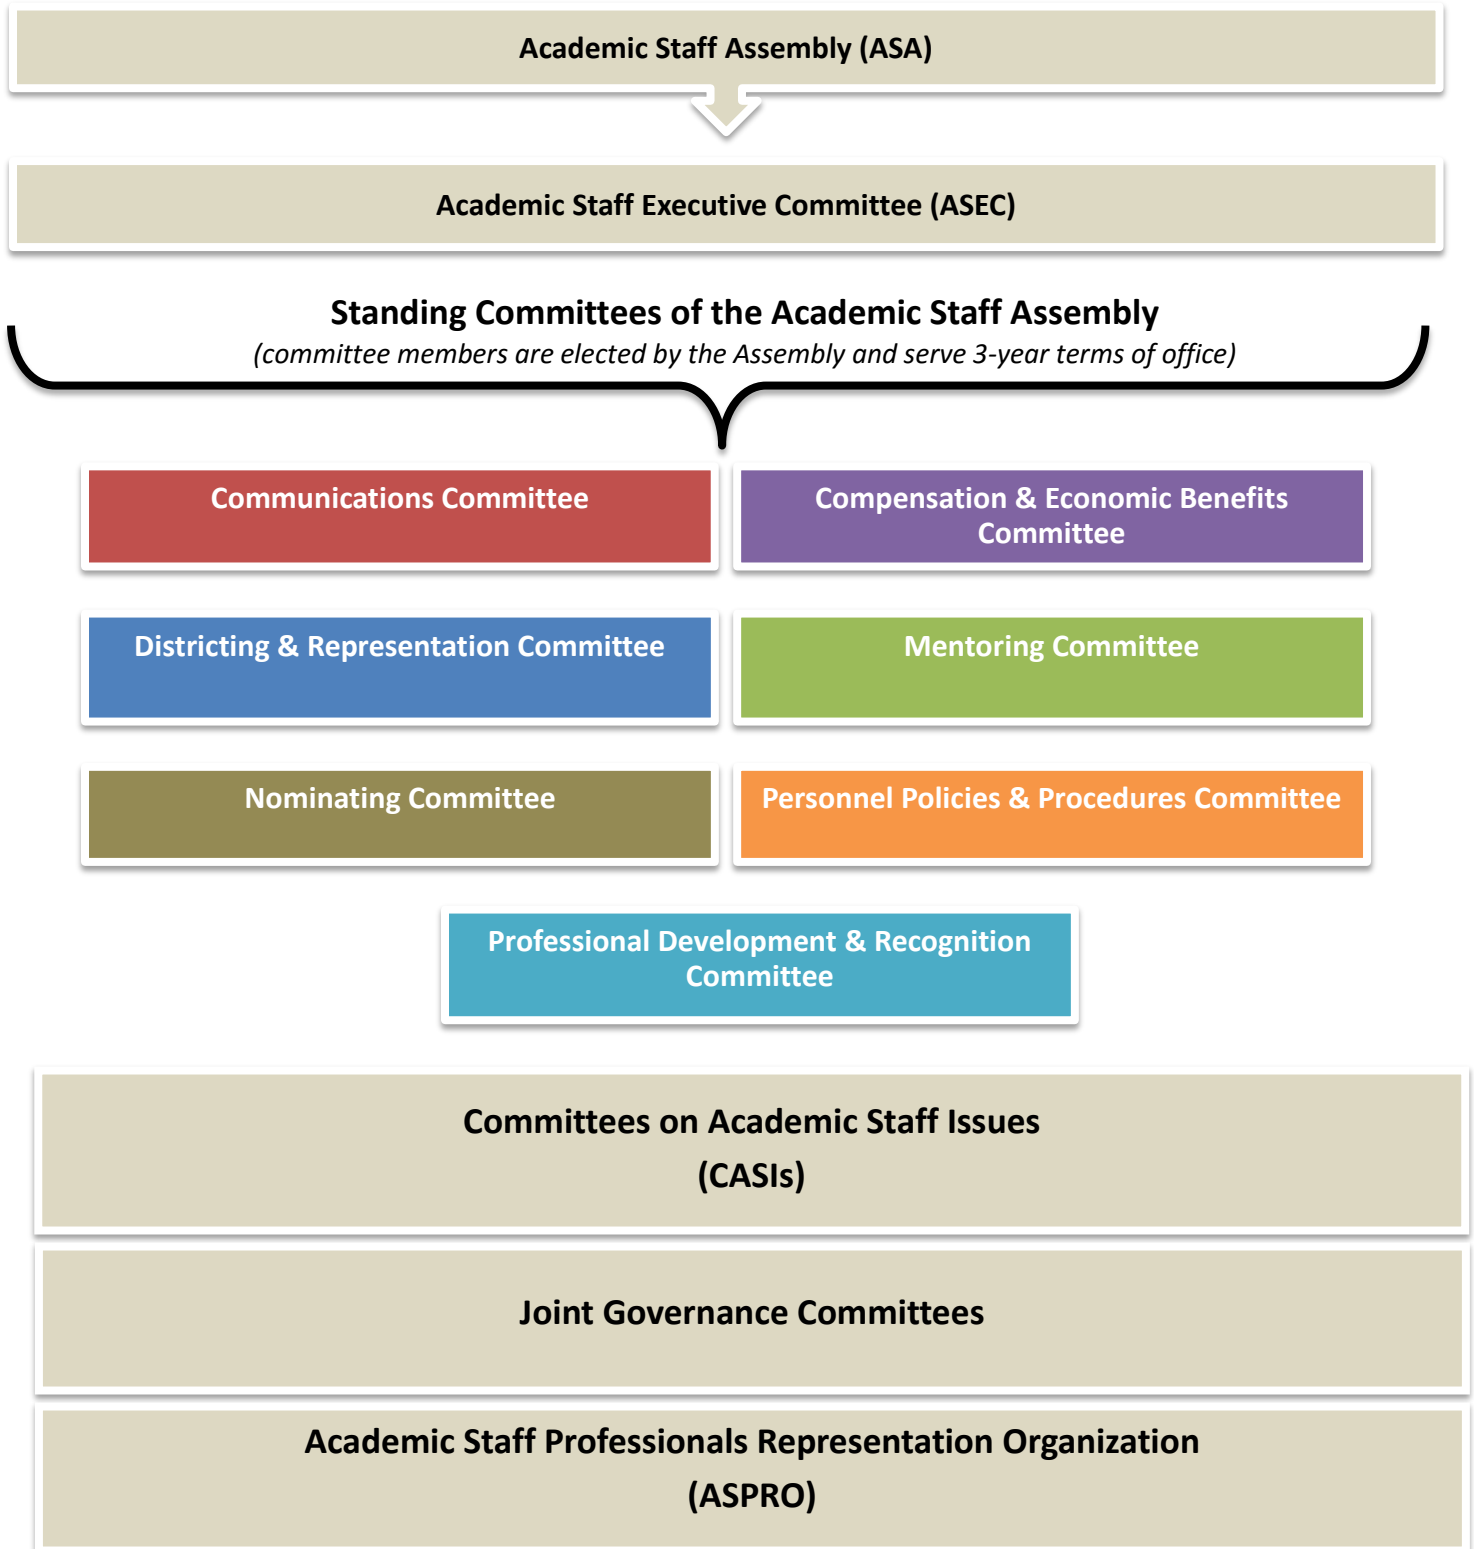 Academic Staff Assembly (ASA)
Academic Staff Executive Committee (ASEC)
Standing Committees of the Academic Staff Assembly
(committee members are elected by the Assembly and serve 3-year terms of office)
Communications Committee
Compensation & Economic Benefits
Committee
Districting & Representation Committee
Mentoring Committee
Nominating Committee
Personnel Policies & Procedures Committee
Professional Development & Recognition
Committee
Committees on Academic Staff Issues
(CASIs)
Joint Governance Committees
Academic Staff Professionals Representation Organization
(ASPRO)